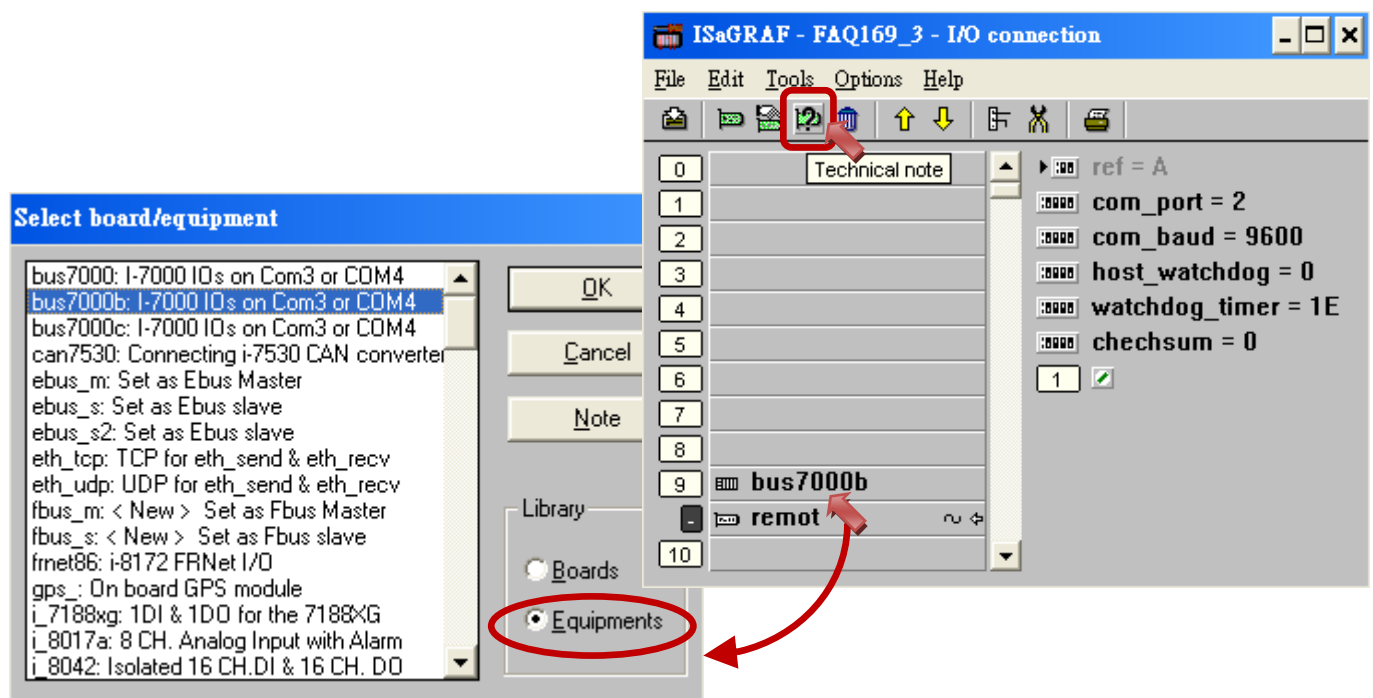 ISaGRAF - FAQ169_3 - I/O connection
File Edit Tools Options Help
Technical note
0
1
2
3
4
5
6
7
8
9 bus7000b
- remot
10
ref = A
com_port = 2
com_baud = 9600
host_watchdog = 0
watchdog_timer = 1E
chechsum = 0
1
Select board/equipment
bus7000: I-7000 IOs on Com3 or COM4
bus7000b: I-7000 IOs on Com3 or COM4
bus7000c: I-7000 IOs on Com3 or COM4
can7530: Connecting i-7530 CAN converter
ebus_m: Set as Ebus Master
ebus_s: Set as Ebus slave
ebus_s2: Set as Ebus slave
eth_tcp: TCP for eth_send & eth_recv
eth_udp: UDP for eth_send & eth_recv
fbus_m: < New > Set as Fbus Master
fbus_s: < New > Set as Fbus slave
frnet86: i-8172 FRNet I/O
gps_: On board GPS module
i_7188xg: 1DI & 1DO for the 7188XG
i_8017a: 8 CH. Analog Input with Alarm
i_8042: Isolated 16 CH.DI & 16 CH. DO
OK
Cancel
Note
Library
Boards
Equipments